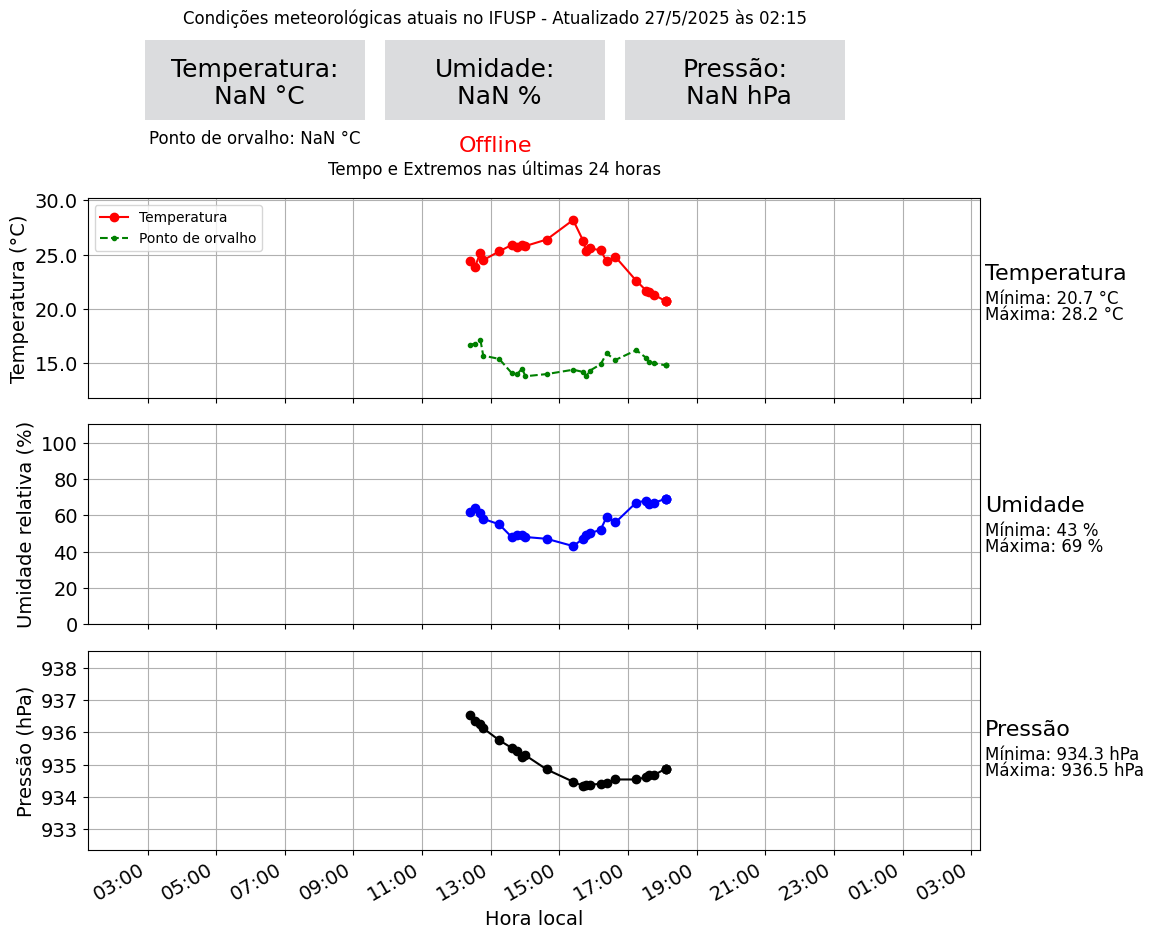 Condições meteorológicas atuais no IFUSP - Atualizado 27/5/2025 às 02:15
Temperatura:
NaN °C
Umidade:
NaN %
Pressão:
NaN hPa
Ponto de orvalho: NaN °C
Offline
Tempo e Extremos nas últimas 24 horas
Temperatura (°C)
30.0
25.0
20.0
15.0
Temperatura
Ponto de orvalho
Temperatura
Mínima: 20.7 °C
Máxima: 28.2 °C
Umidade relativa (%)
100
80
60
40
20
0
Umidade
Mínima: 43 %
Máxima: 69 %
Pressão (hPa)
938
937
936
935
934
933
Pressão
Mínima: 934.3 hPa
Máxima: 936.5 hPa
03:00 05:00 07:00 09:00 11:00 13:00 15:00 17:00 19:00 21:00 23:00 01:00 03:00
Hora local